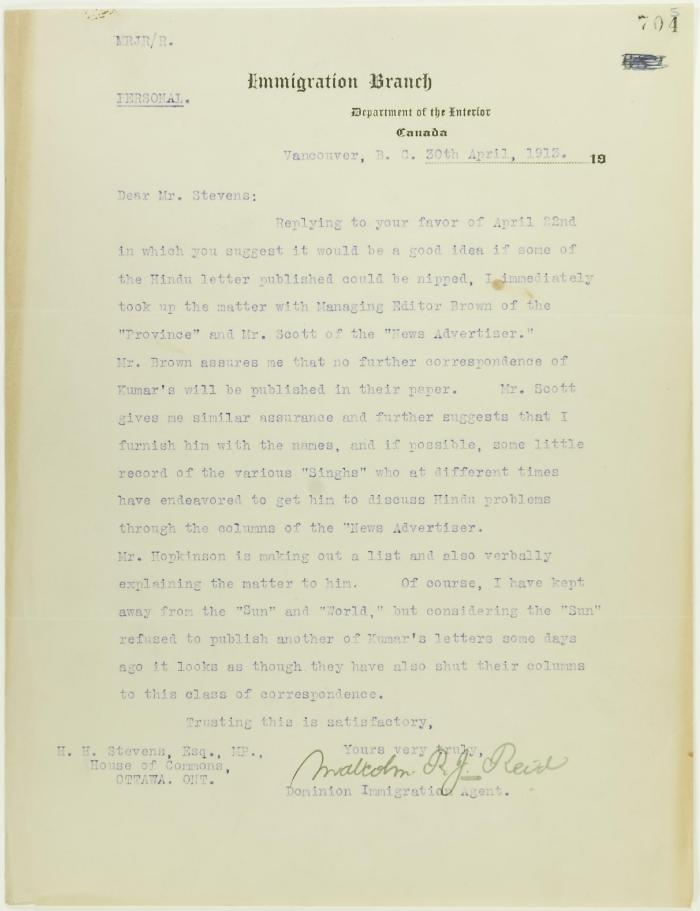 704
5
MRJR/R.
Immigration Branch
PERSONAL.
Department of the Interior
Canada
Vancouver, B. C. 30th April, 1913. 19
Dear Mr. Stevens:
Replying to your favor of April 22nd
in which you suggest it would be a good idea if some of
the Hindu letter published could be nipped, I immediately
took up the matter with Managing Editor Brown of the
"Province" and Mr. Scott of the "News Advertiser."
Mr. Brown assures me that no further correspondence of
Kumar's will be published in their paper. Mr. Scott
gives me similar assurance and further suggests that I
furnish him with the names, and if possible, some little
record of the various "Singhs" who at different times
have endeavored to get him to discuss Hindu problems
through the columns of the "News Advertiser.
Mr. Hopkinson is making out a list and also verbally
explaining the matter to him. Of course, I have kept
away from the "Sun" and "World," but considering the "Sun"
refused to publish another of Kumar's letters some days
ago it looks as though they have also shut their columns
to this class of correspondence.
Trusting this is satisfactory,
Yours very truly,
Malcolm R.J. Reid
Dominion Immigration Agent.
H. H. Stevens, Esq., MP.,
House of Commons,
OTTAWA. ONT.